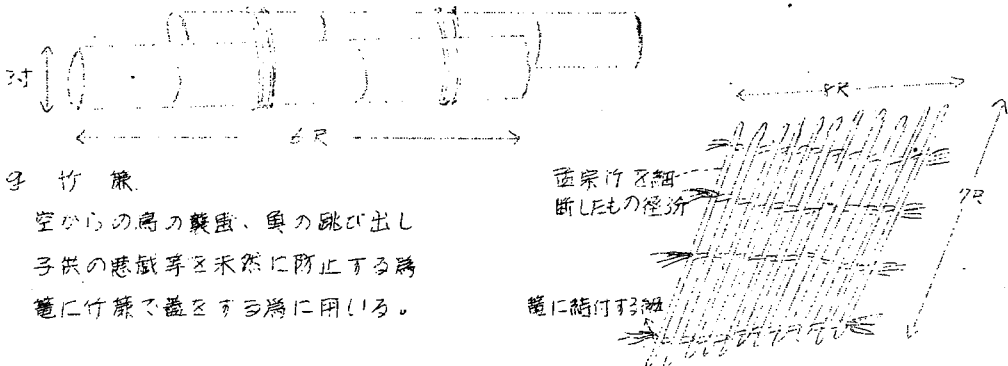 3寸
6尺
竹簾
空からの鳥の襲害、魚の跳び出し
子供の悪戯等を未然に防止する為
篭に竹簾で蓋をする為に用いる。
8尺
孟宗竹を細
断したもの径3分
7尺
篭に結付する紐